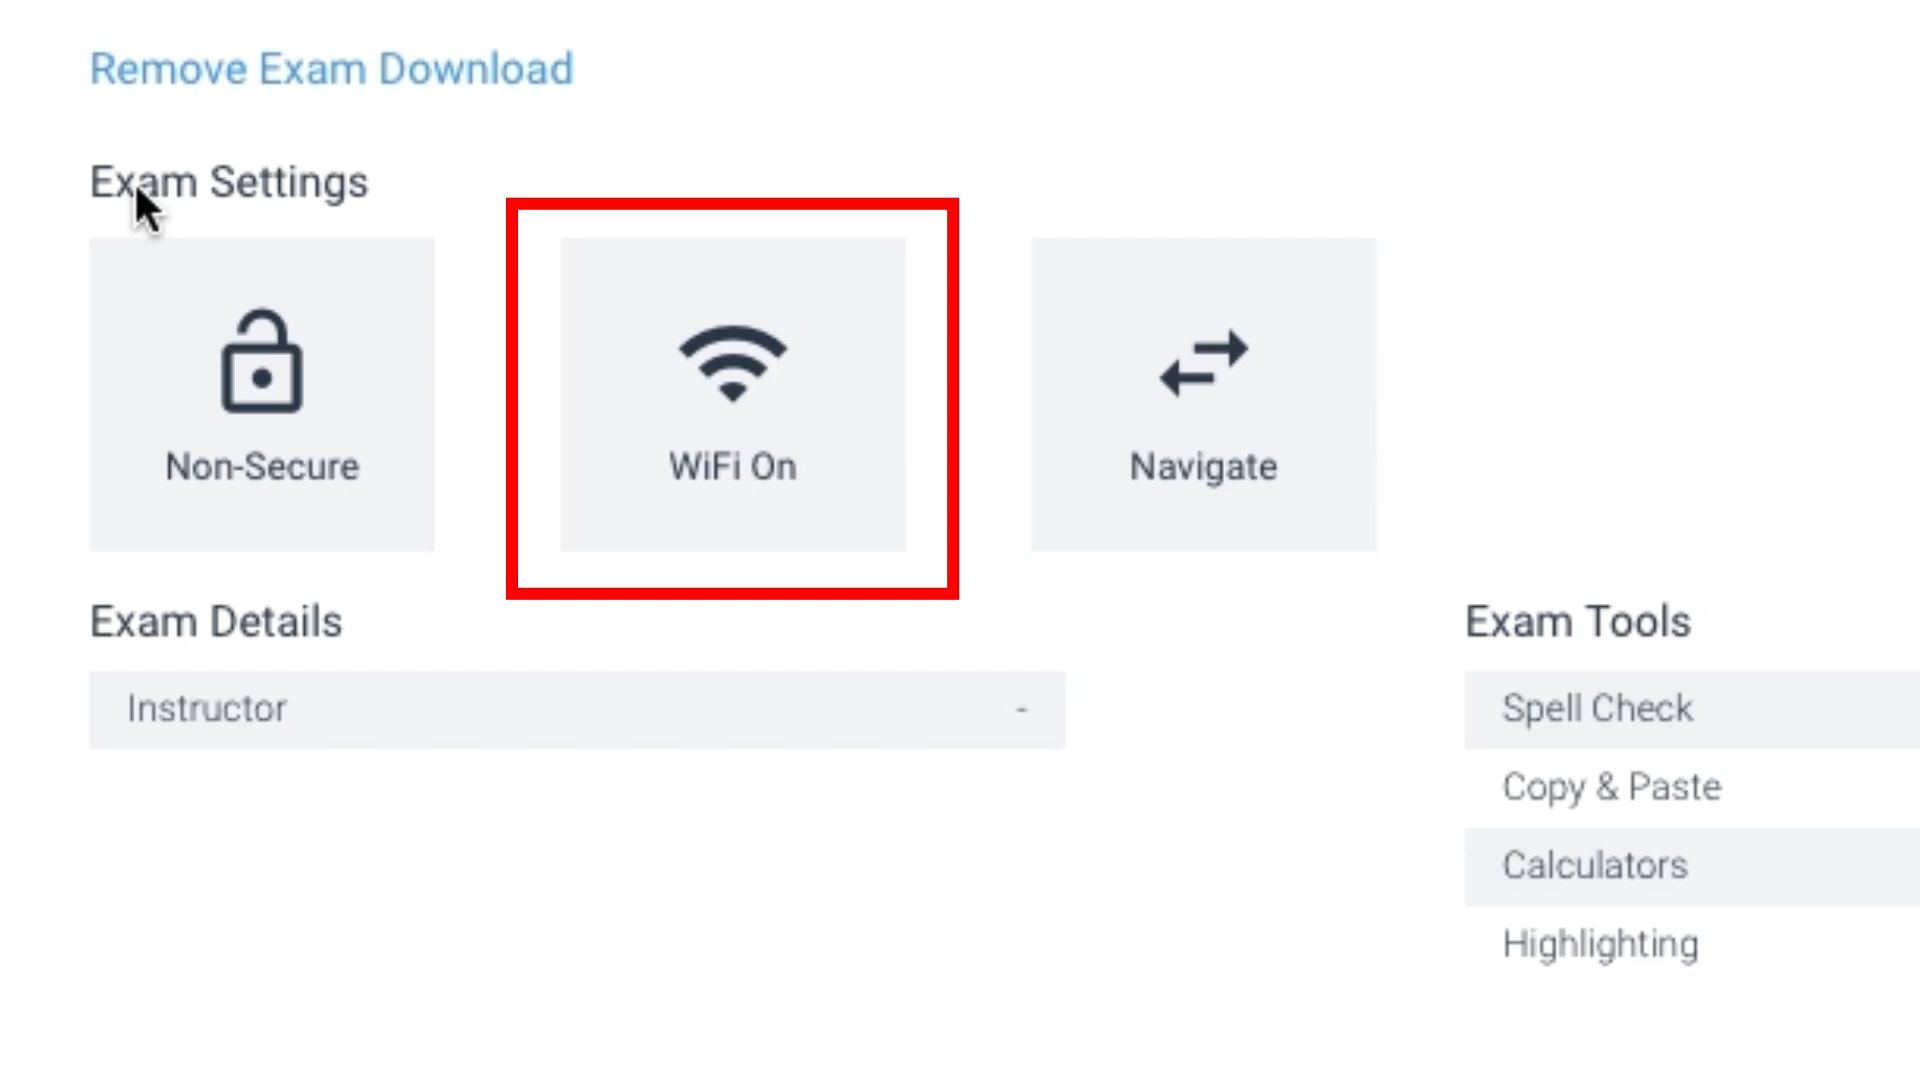 Remove Exam Download
Exam Settings
Non-Secure
WiFi On
Navigate
Exam Details
Exam Tools
Instructor -
Spell Check
Copy & Paste
Calculators
Highlighting